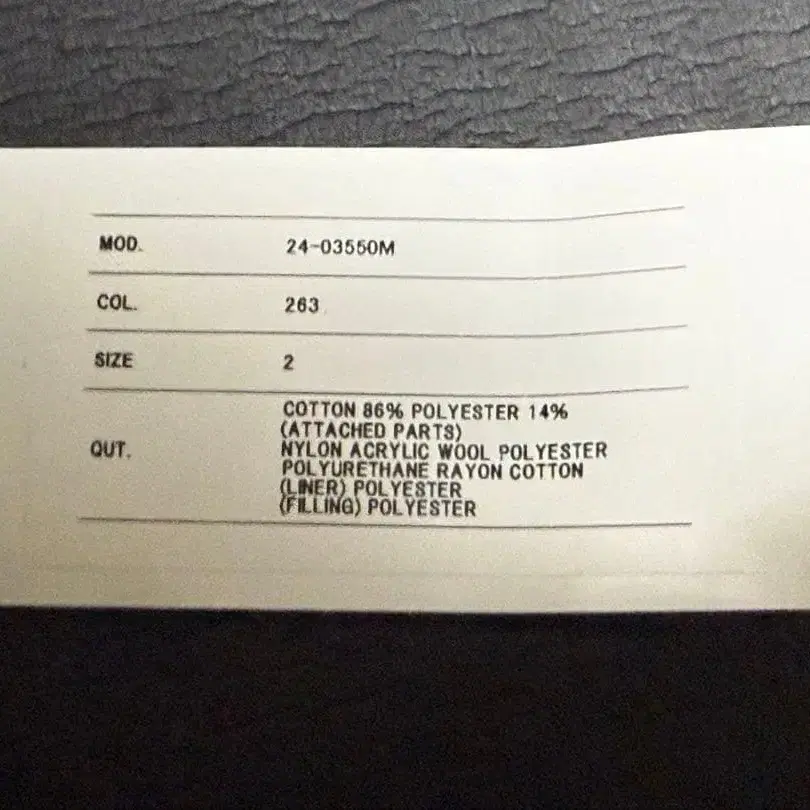 MOD. 24-03550M
COL. 263
SIZE 2
QUT. COTTON 86% POLYESTER 14%
(ATTACHED PARTS)
NYLON ACRYLIC WOOL POLYESTER
POLYURETHANE RAYON COTTON
(LINER) POLYESTER
(FILLING) POLYESTER